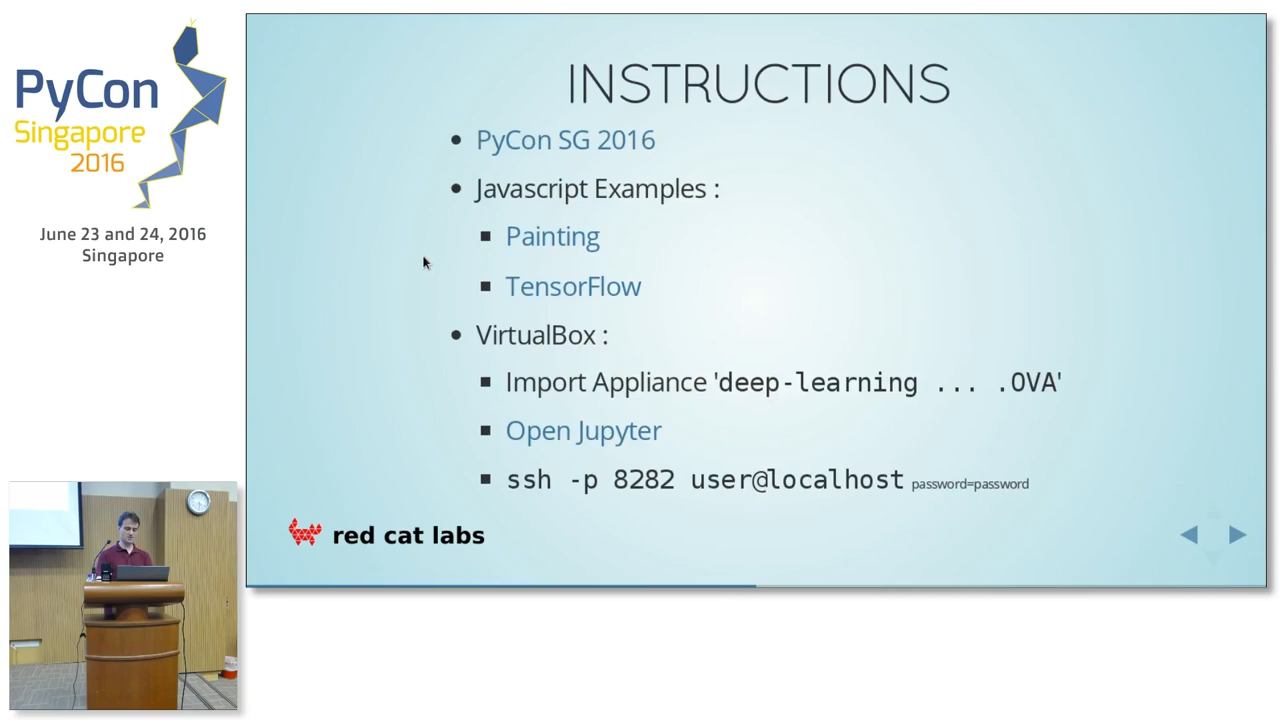 PyCon
Singapore
2016
June 23 and 24, 2016
Singapore
INSTRUCTIONS
PyCon SG 2016
Javascript Examples :
Painting
TensorFlow
VirtualBox :
Import Appliance 'deep-learning ... .OVA'
Open Jupyter
ssh -p 8282 user@localhost password=password
red cat labs